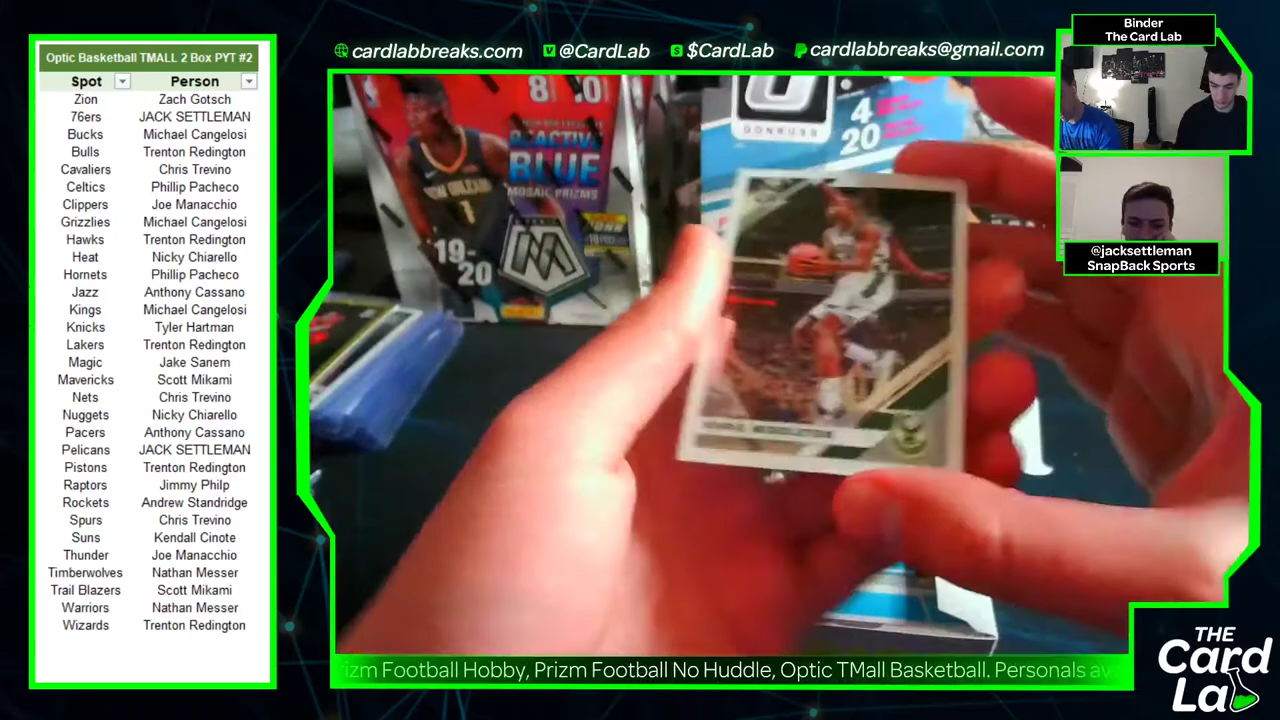 Optic Basketball TMALL 2 Box PYT #2
Spot Person
Zion Zach Gotsch
76ers JACK SETTLEMAN
Bucks Michael Cangelosi
Bulls Trenton Redington
Cavaliers Chris Trevino
Celtics Phillip Pacheco
Clippers Joe Manacchio
Grizzlies Michael Cangelosi
Hawks Trenton Redington
Heat Nicky Chiarello
Hornets Phillip Pacheco
Jazz Anthony Cassano
Kings Michael Cangelosi
Knicks Tyler Hartman
Lakers Trenton Redington
Magic Jake Sanem
Mavericks Scott Mikami
Nets Chris Trevino
Nuggets Nicky Chiarello
Pacers Anthony Cassano
Pelicans JACK SETTLEMAN
Pistons Trenton Redington
Raptors Jimmy Philp
Rockets Andrew Standridge
Spurs Chris Trevino
Suns Kendall Cinote
Thunder Joe Manacchio
Timberwolves Nathan Messer
Trail Blazers Scott Mikami
Warriors Nathan Messer
Wizards Trenton Redington
cardlabbreaks.com @CardLab $CardLab cardlabbreaks@gmail.com
Binder
The Card Lab
@jacksettleman
SnapBack Sports
REACTIVE
BLUE
MOSAIC PRIZMS
NEW ORLEANS
1
19
20
M
DONRUSS
4
20
izm Football Hobby, Prizm Football No Huddle, Optic TMall Basketball. Personals av
THE
Card
Lab